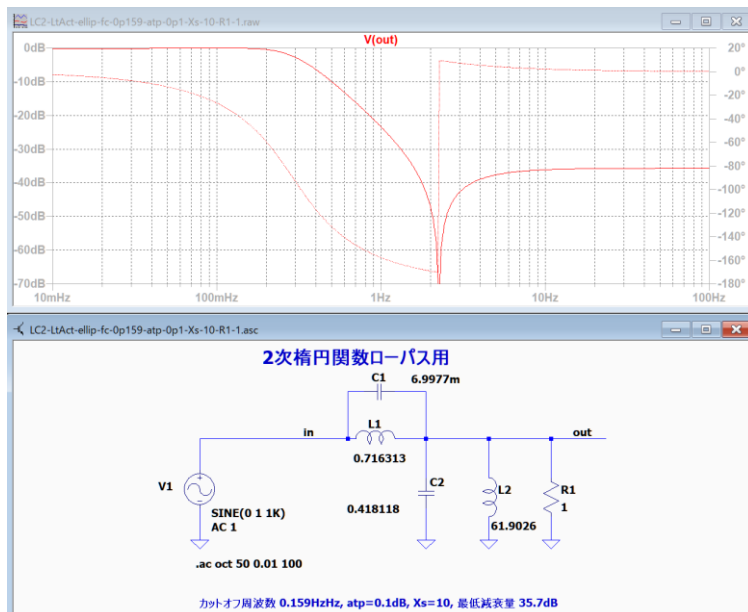 LC2-LtAct-ellip-fc-0p159-atp-0p1-Xs-10-R1-1.raw
V(out)
0dB
-10dB
-20dB
-30dB
-40dB
-50dB
-60dB
-70dB
20°
0°
-20°
-40°
-60°
-80°
-100°
-120°
-140°
-160°
-180°
10mHz 100mHz 1Hz 10Hz 100Hz
LC2-LtAct-ellip-fc-0p159-atp-0p1-Xs-10-R1-1.asc
2次楕円関数ローパス用
C1 6.9977m
in L1 out
0.716313
V1 C2 L2 R1
SINE(0 1 1K) 0.418118 1
AC 1 61.9026
.ac oct 50 0.01 100
カットオフ周波数 0.159HzHz, atp=0.1dB, Xs=10, 最低減衰量 35.7dB